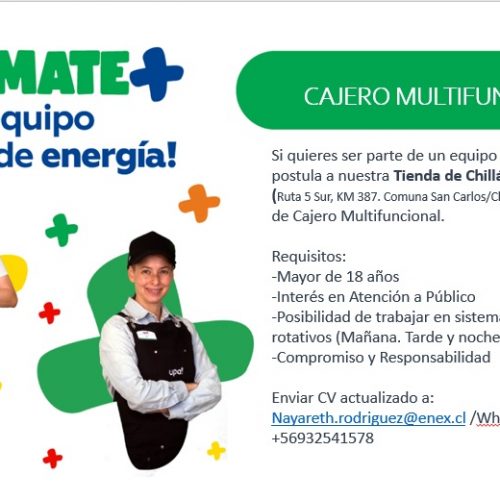 MATE+
quipo
de energía!
CAJERO MULTIFUN
Si quieres ser parte de un equipo
postula a nuestra Tienda de Chillá
(Ruta 5 Sur, KM 387. Comuna San Carlos/Ch
de Cajero Multifuncional.
Requisitos:
-Mayor de 18 años
-Interés en Atención a Público
-Posibilidad de trabajar en sistema
rotativos (Mañana. Tarde y noche
-Compromiso y Responsabilidad
Enviar CV actualizado a:
Nayareth.rodriguez@enex.cl /Wh
+56932541578
upa!